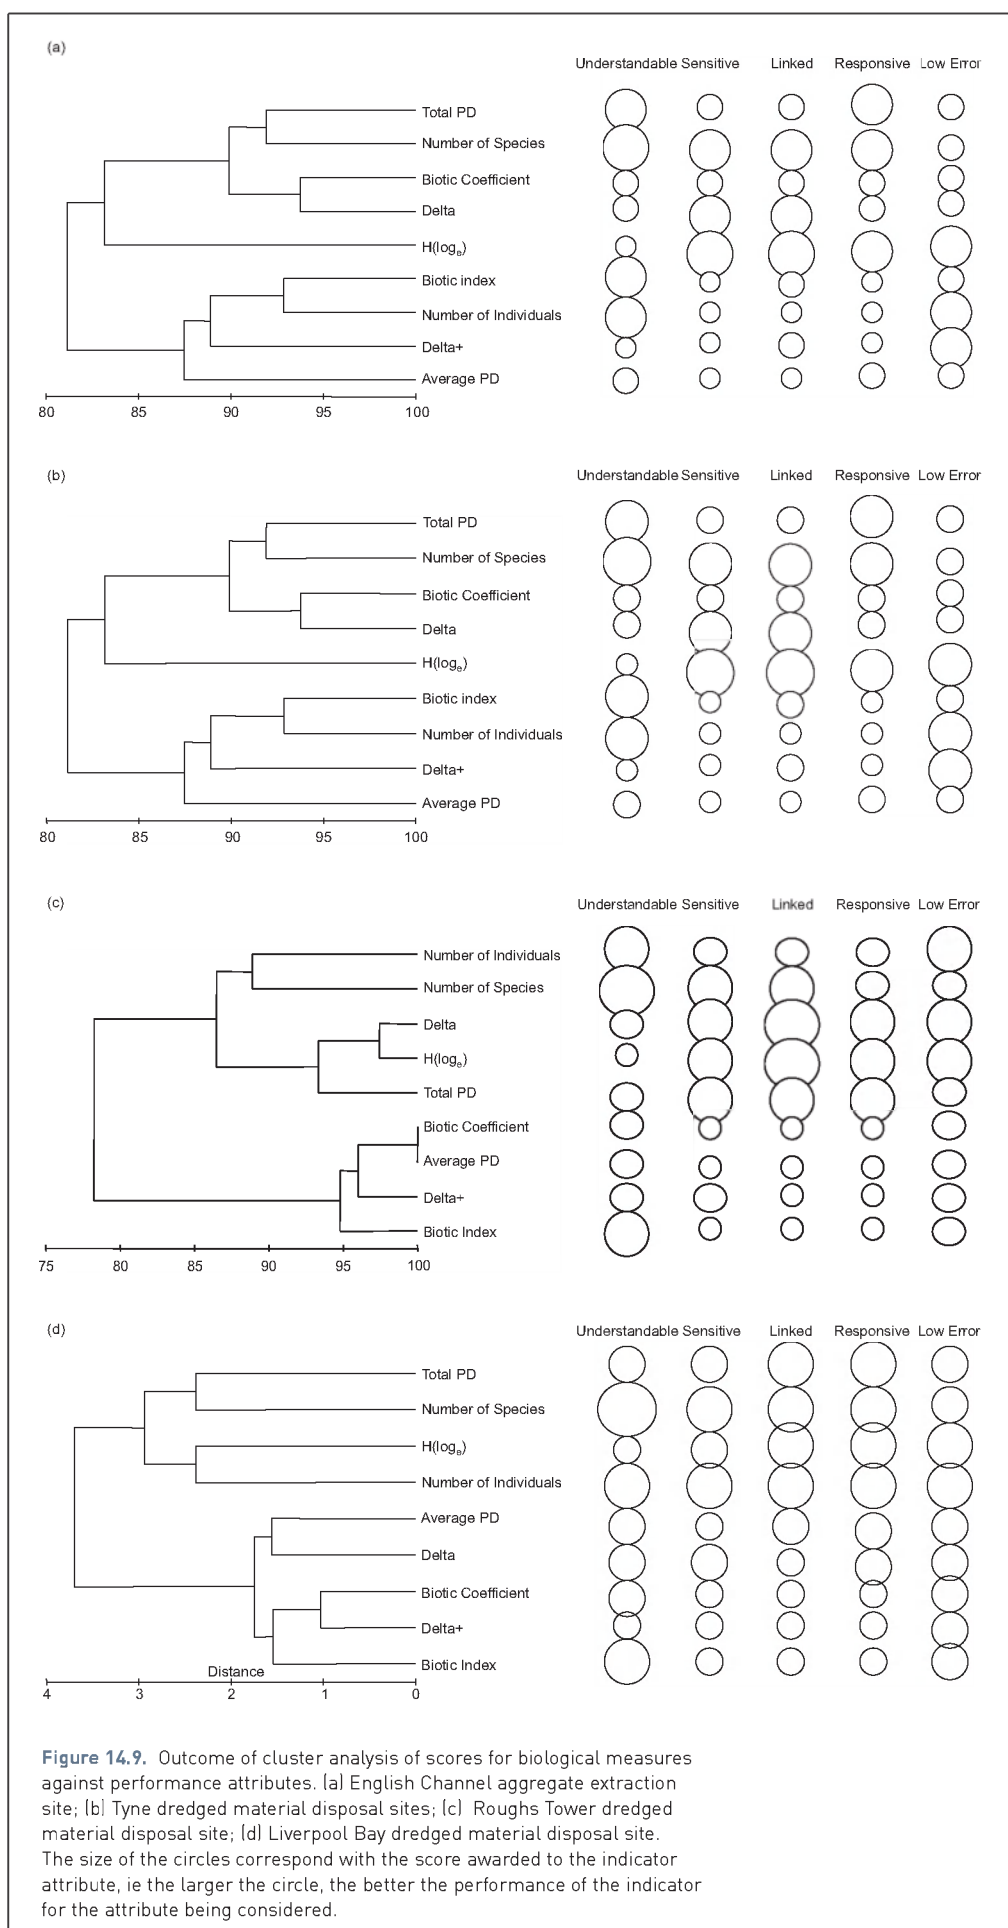 (a)
Understandable Sensitive Linked Responsive Low Error
Total PD
Number of Species
Biotic Coefficient
Delta
H(logₑ)
Biotic index
Number of Individuals
Delta+
Average PD
80 85 90 95 100
(b)
Understandable Sensitive Linked Responsive Low Error
Total PD
Number of Species
Biotic Coefficient
Delta
H(logₑ)
Biotic index
Number of Individuals
Delta+
Average PD
80 85 90 95 100
(c)
Understandable Sensitive Linked Responsive Low Error
Number of Individuals
Number of Species
Delta
H(logₑ)
Total PD
Biotic Coefficient
Average PD
Delta+
Biotic Index
75 80 85 90 95 100
(d)
Understandable Sensitive Linked Responsive Low Error
Total PD
Number of Species
H(logₑ)
Number of Individuals
Average PD
Delta
Biotic Coefficient
Delta+
Biotic Index
Distance
4 3 2 1 0
Figure 14.9. Outcome of cluster analysis of scores for biological measures
against performance attributes. (a) English Channel aggregate extraction
site; (b) Tyne dredged material disposal sites; (c) Roughs Tower dredged
material disposal site; (d) Liverpool Bay dredged material disposal site.
The size of the circles correspond with the score awarded to the indicator
attribute, ie the larger the circle, the better the performance of the indicator
for the attribute being considered.